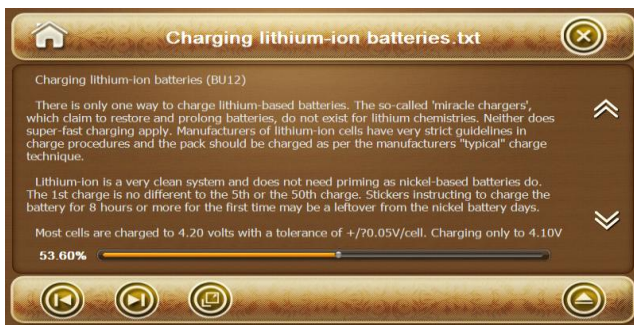 Charging lithium-ion batteries.txt
Charging lithium-ion batteries (BU12)
There is only one way to charge lithium-based batteries. The so-called 'miracle chargers',
which claim to restore and prolong batteries, do not exist for lithium chemistries. Neither does
super-fast charging apply. Manufacturers of lithium-ion cells have very strict guidelines in
charge procedures and the pack should be charged as per the manufacturers "typical" charge
technique.
Lithium-ion is a very clean system and does not need priming as nickel-based batteries do.
The 1st charge is no different to the 5th or the 50th charge. Stickers instructing to charge the
battery for 8 hours or more for the first time may be a leftover from the nickel battery days.
Most cells are charged to 4.20 volts with a tolerance of +/?0.05V/cell. Charging only to 4.10V
53.60%